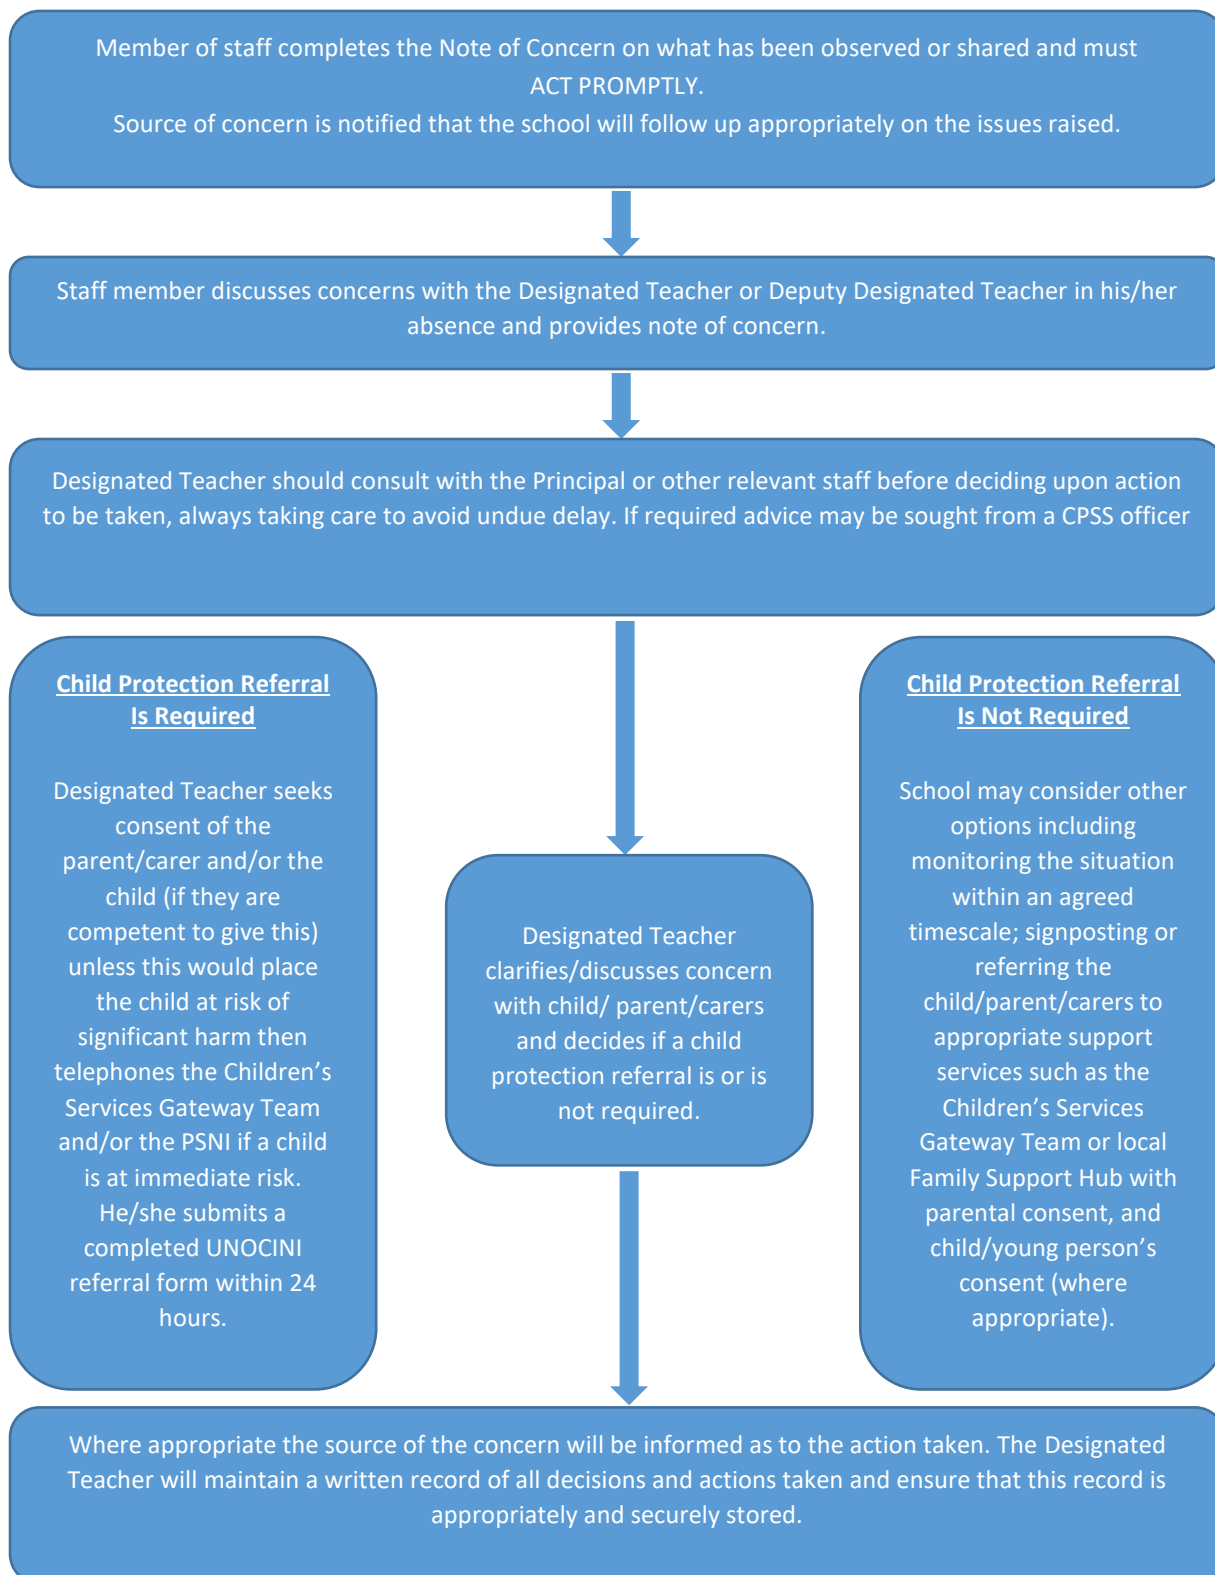 Member of staff completes the Note of Concern on what has been observed or shared and must
ACT PROMPTLY.
Source of concern is notified that the school will follow up appropriately on the issues raised.
Staff member discusses concerns with the Designated Teacher or Deputy Designated Teacher in his/her
absence and provides note of concern.
Designated Teacher should consult with the Principal or other relevant staff before deciding upon action
to be taken, always taking care to avoid undue delay. If required advice may be sought from a CPSS officer
Child Protection Referral
Is Required
Designated Teacher seeks
consent of the
parent/carer and/or the
child (if they are
competent to give this)
unless this would place
the child at risk of
significant harm then
telephones the Children's
Services Gateway Team
and/or the PSNI if a child
is at immediate risk.
He/she submits a
completed UNOCINI
referral form within 24
hours.
Designated Teacher
clarifies/discusses concern
with child/ parent/carers
and decides if a child
protection referral is or is
not required.
Child Protection Referral
Is Not Required
School may consider other
options including
monitoring the situation
within an agreed
timescale; signposting or
referring the
child/parent/carers to
appropriate support
services such as the
Children's Services
Gateway Team or local
Family Support Hub with
parental consent, and
child/young person's
consent (where
appropriate).
Where appropriate the source of the concern will be informed as to the action taken. The Designated
Teacher will maintain a written record of all decisions and actions taken and ensure that this record is
appropriately and securely stored.